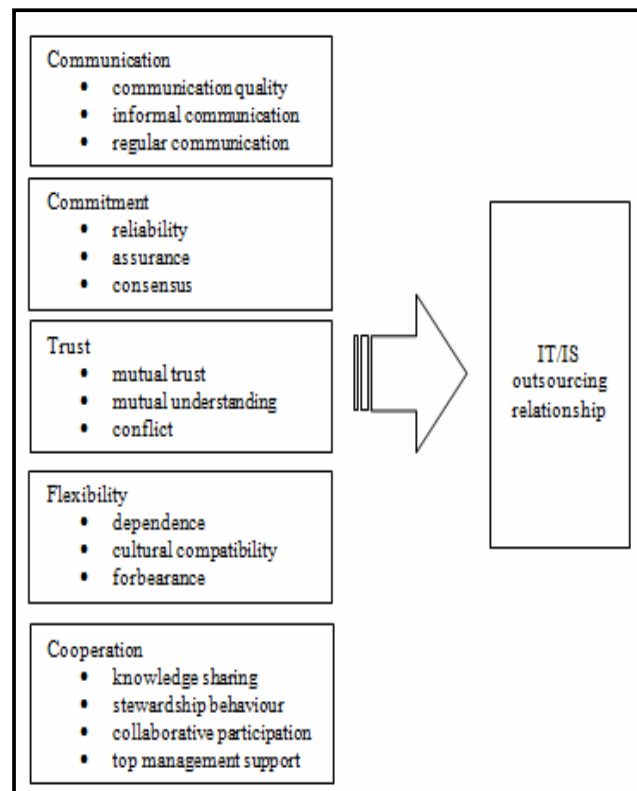 Communication
• communication quality
• informal communication
• regular communication
Commitment
• reliability
• assurance
• consensus
Trust
• mutual trust
• mutual understanding
• conflict
Flexibility
• dependence
• cultural compatibility
• forbearance
Cooperation
• knowledge sharing
• stewardship behaviour
• collaborative participation
• top management support
IT/IS
outsourcing
relationship